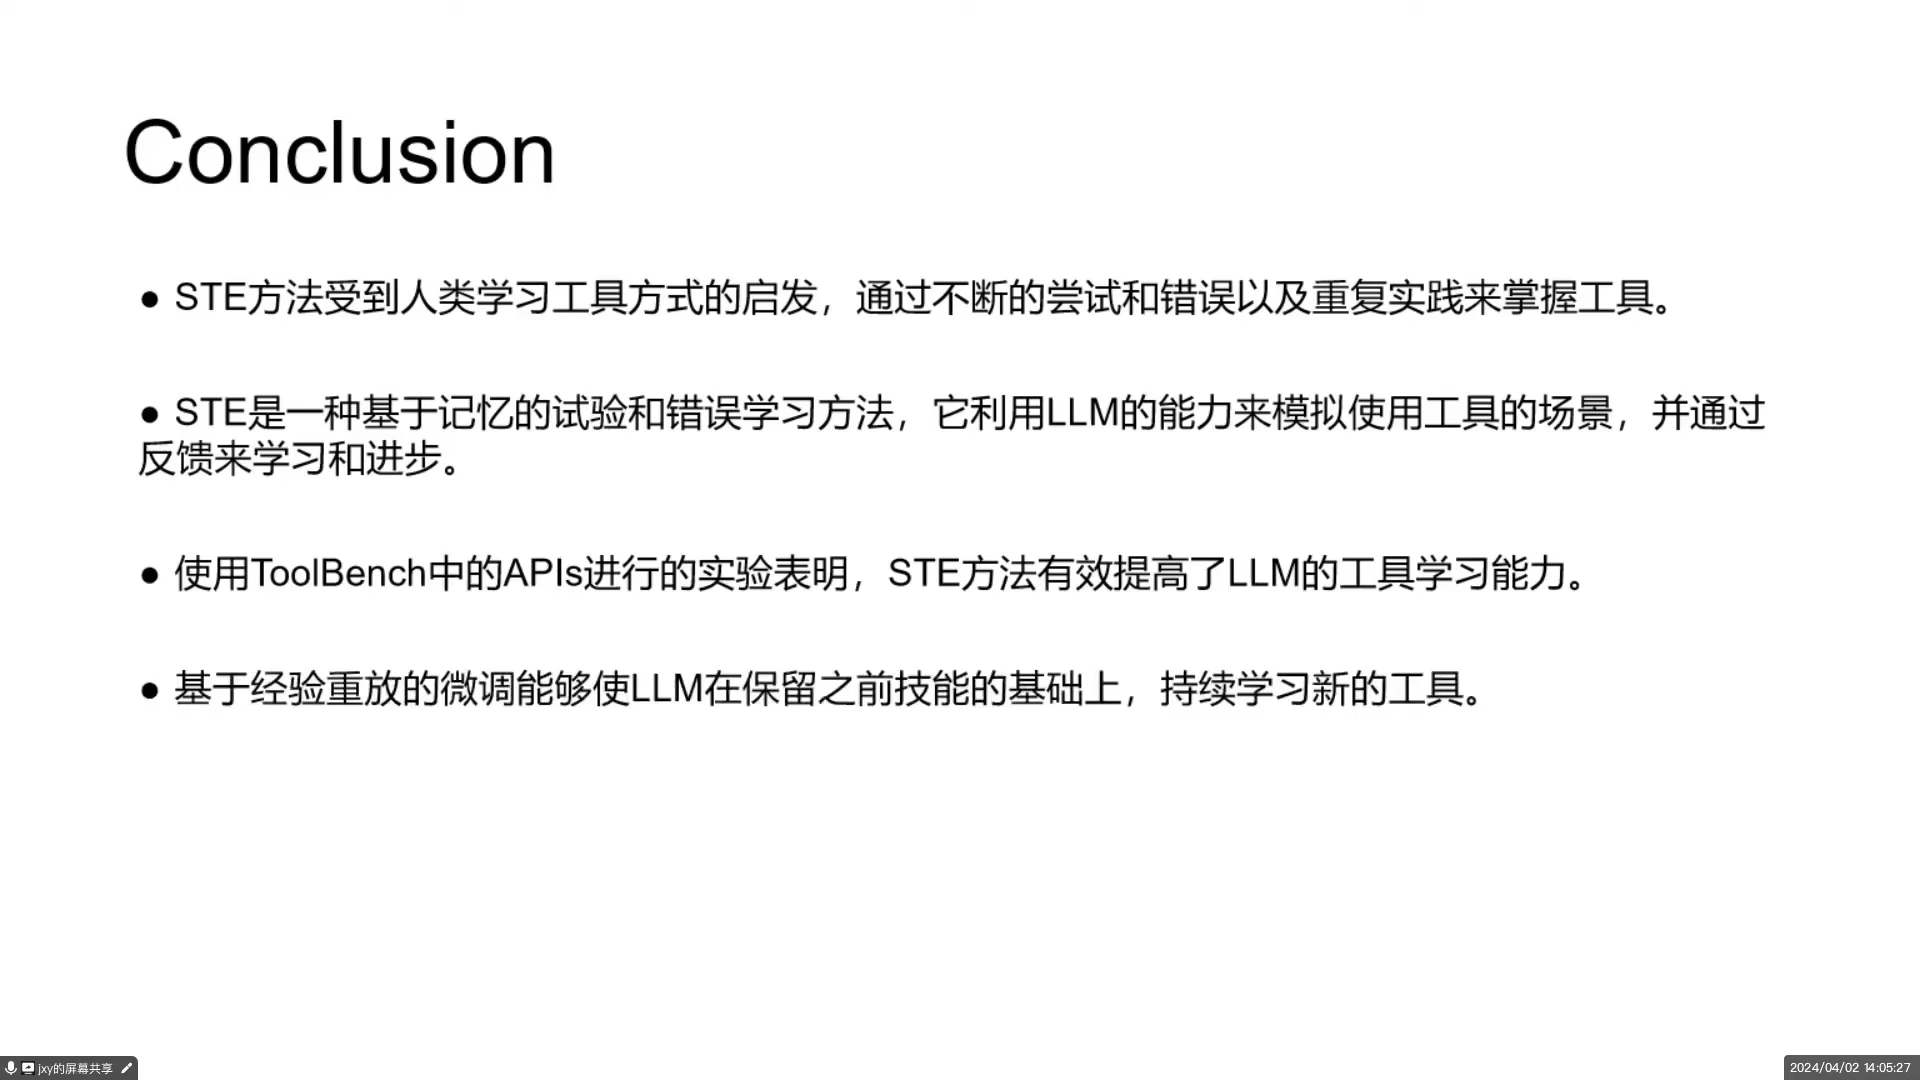 Conclusion
● STE方法受到人类学习工具方式的启发，通过不断的尝试和错误以及重复实践来掌握工具。
● STE是一种基于记忆的试验和错误学习方法，它利用LLM的能力来模拟使用工具的场景，并通过
反馈来学习和进步。
● 使用ToolBench中的APIs进行的实验表明，STE方法有效提高了LLM的工具学习能力。
● 基于经验重放的微调能够使LLM在保留之前技能的基础上，持续学习新的工具。
jxy的屏幕共享
2024/04/02 14:05:27